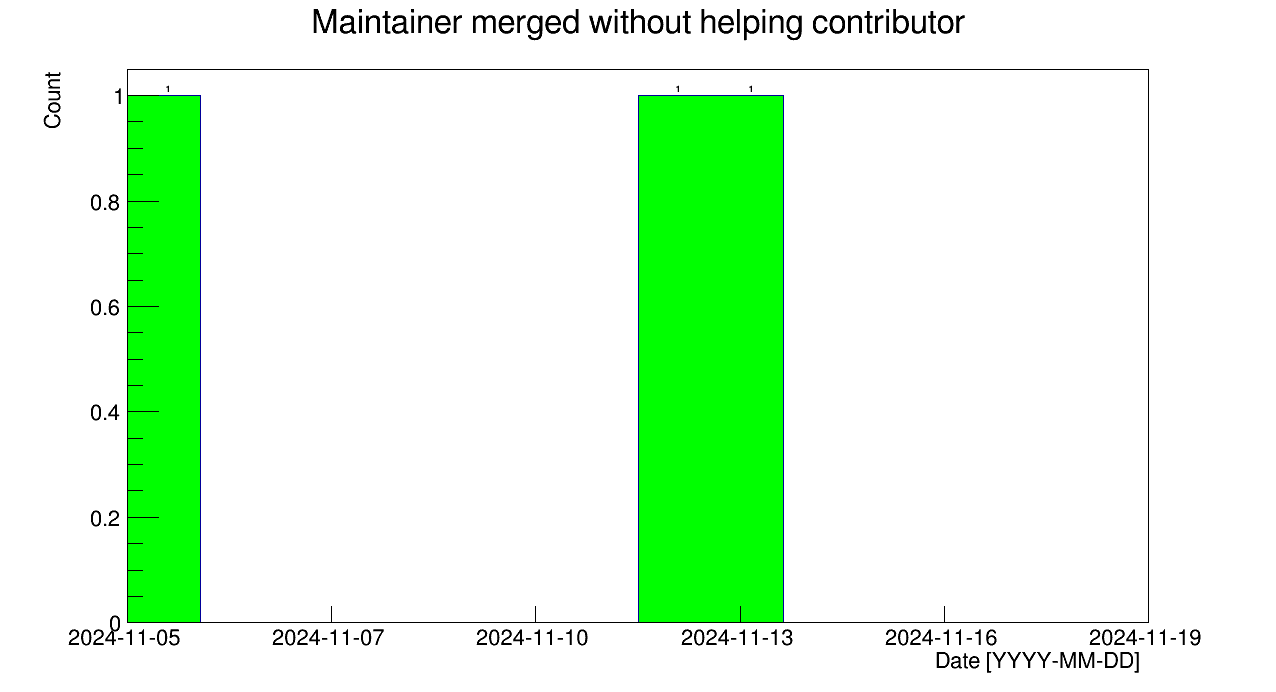 Maintainer merged without helping contributor
Count
1 1 1
1
0.8
0.6
0.4
0.2
0
2024-11-05 2024-11-07 2024-11-10 2024-11-13 2024-11-16 2024-11-19
Date [YYYY-MM-DD]